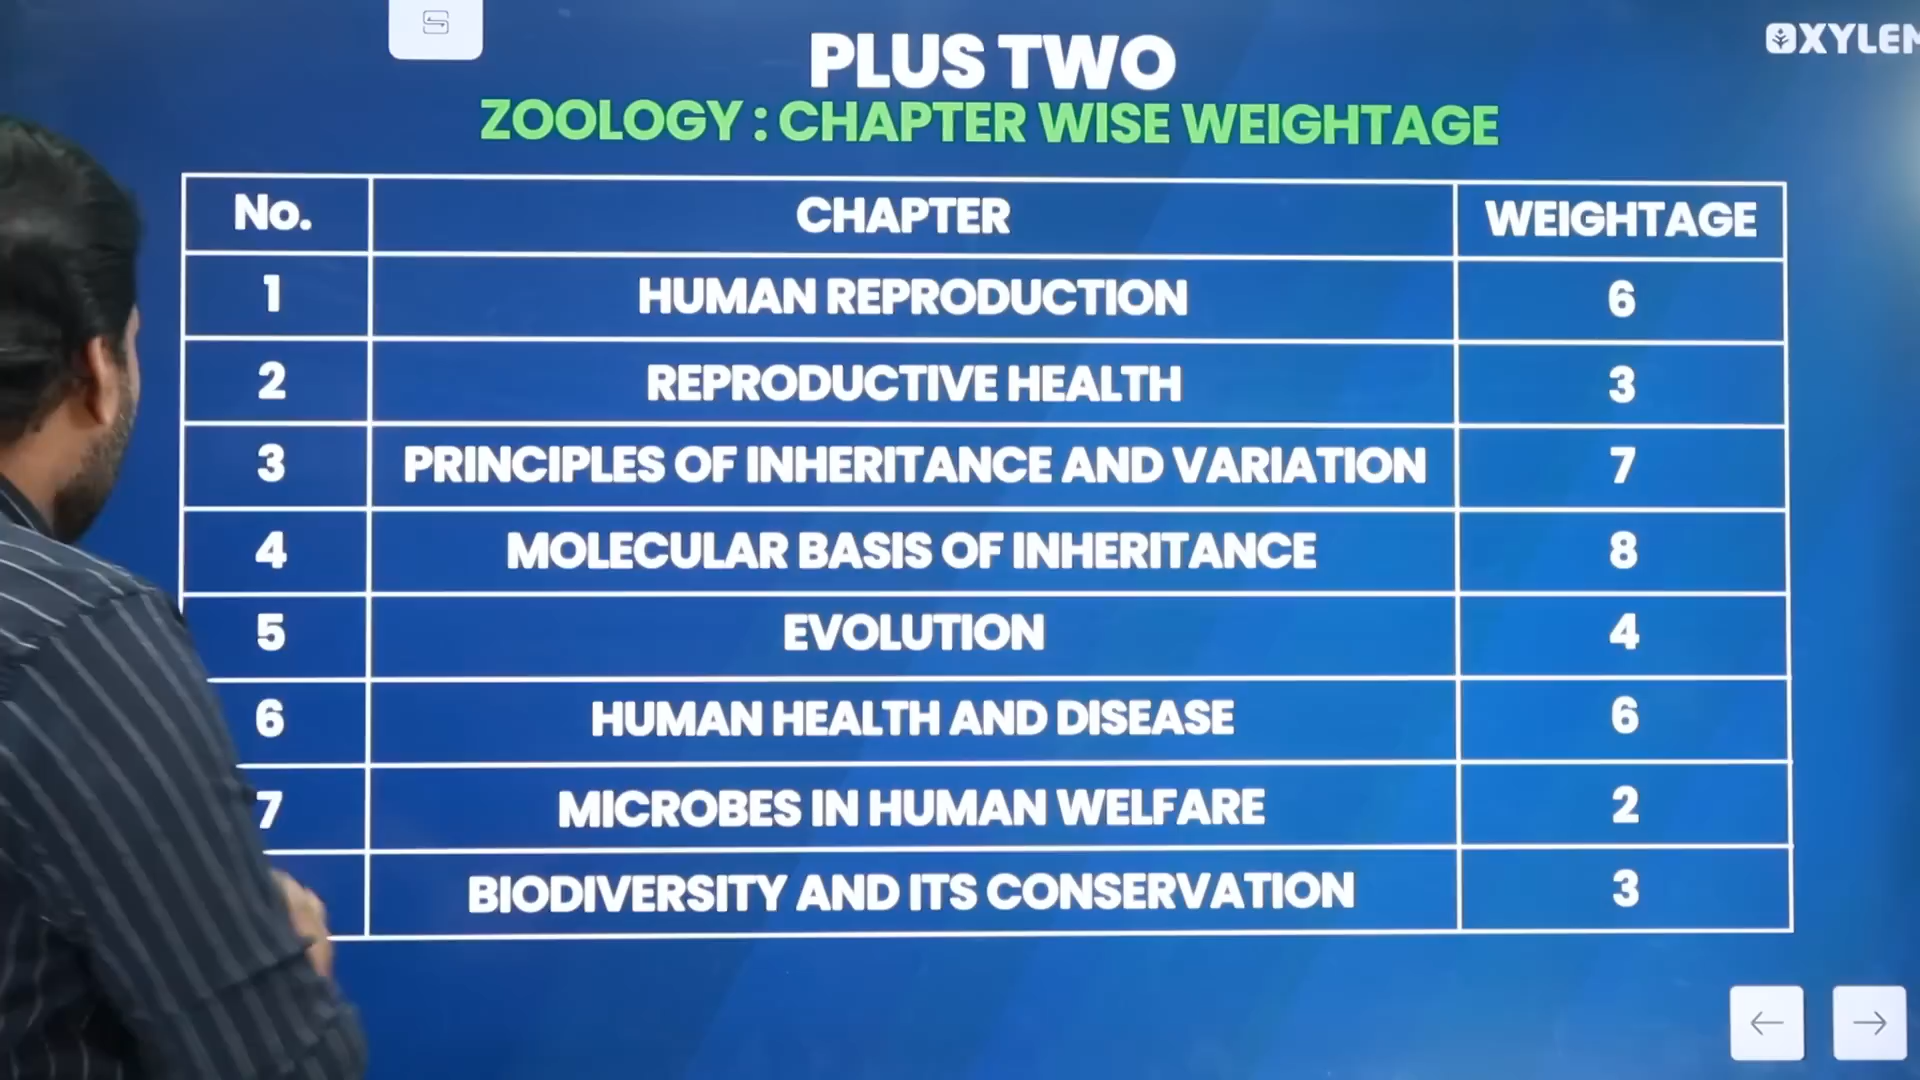 PLUS TWO
XYLEM
ZOOLOGY : CHAPTER WISE WEIGHTAGE
No. CHAPTER WEIGHTAGE
1 HUMAN REPRODUCTION 6
2 REPRODUCTIVE HEALTH 3
3 PRINCIPLES OF INHERITANCE AND VARIATION 7
4 MOLECULAR BASIS OF INHERITANCE 8
5 EVOLUTION 4
6 HUMAN HEALTH AND DISEASE 6
7 MICROBES IN HUMAN WELFARE 2
BIODIVERSITY AND ITS CONSERVATION 3